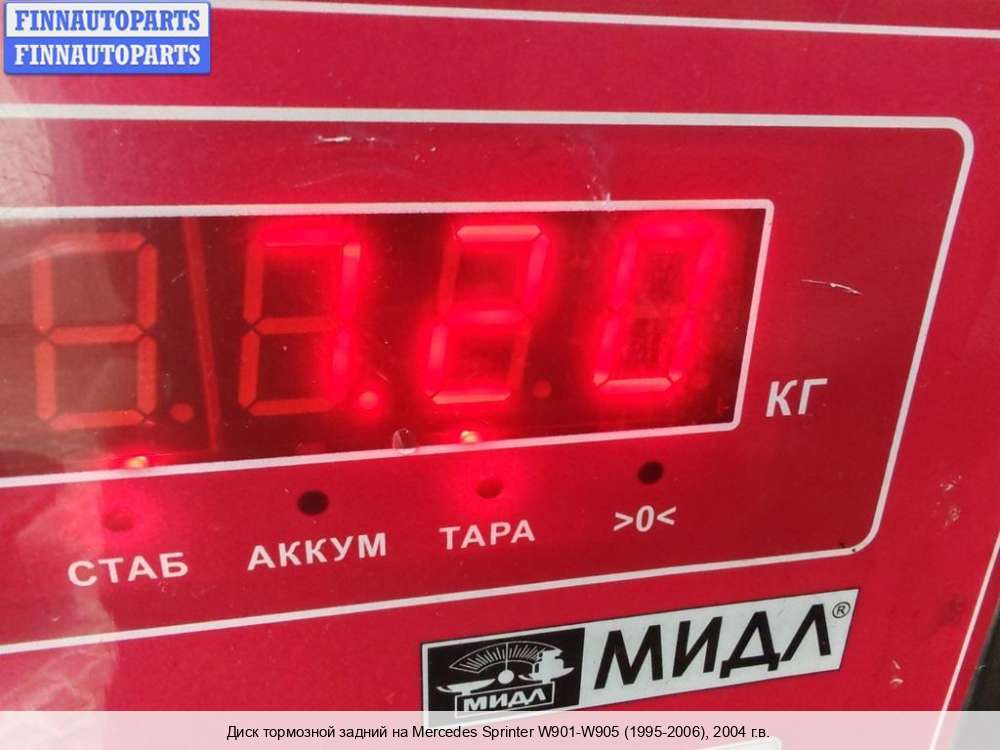 FINNAUTOPARTS
FINNAUTOPARTS
7.20
КГ
СТАБ
АККУМ
ТАРА
>0<
МИДЛ®
МИДЛ
Диск тормозной задний на Mercedes Sprinter W901-W905 (1995-2006), 2004 г.в.